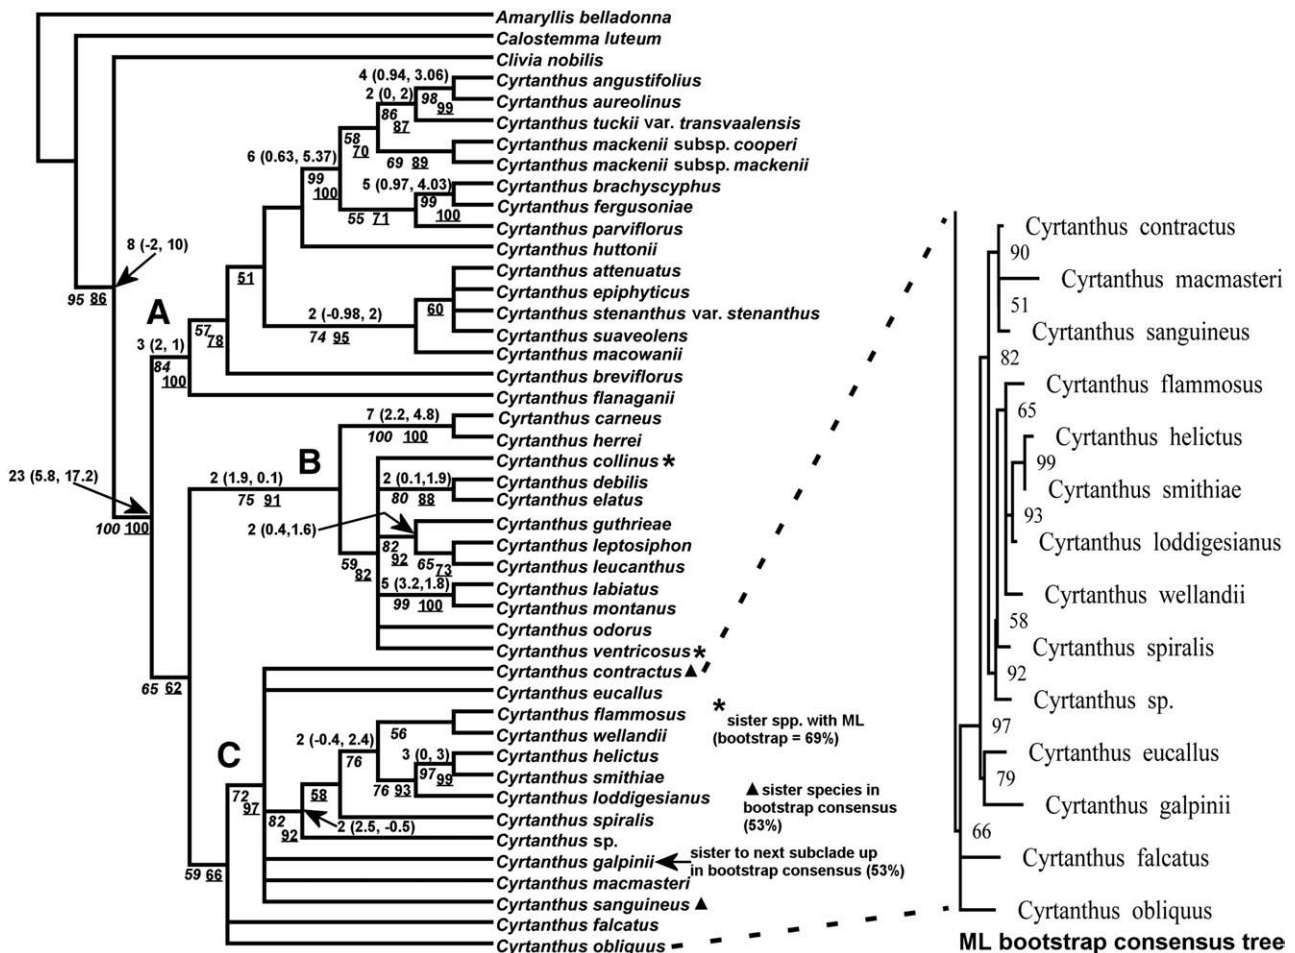 Amaryllis belladonna
Calostemma luteum
Clivia nobilis
4 (0.94, 3.06)
Cyrtanthus angustifolius
2 (0, 2)
98
99
Cyrtanthus aureolinus
86
87
Cyrtanthus tuckii var. transvaalensis
58
70
Cyrtanthus mackenii subsp. cooperi
69 89
Cyrtanthus mackenii subsp. mackenii
6 (0.63, 5.37)
99
100
5 (0.97, 4.03)
Cyrtanthus brachyscyphus
99
100
Cyrtanthus fergusoniae
55 71
Cyrtanthus parviflorus
Cyrtanthus huttonii
8 (-2, 10)
95 86
51
Cyrtanthus attenuatus
Cyrtanthus epiphyticus
60
Cyrtanthus stenanthus var. stenanthus
2 (-0.98, 2)
74 95
Cyrtanthus suaveolens
Cyrtanthus macowanii
A
57
78
3 (2, 1)
84
100
Cyrtanthus breviflorus
Cyrtanthus flanaganii
7 (2.2, 4.8)
100 100
Cyrtanthus carneus
Cyrtanthus herrei
B
Cyrtanthus collinus *
23 (5.8, 17.2)
100 100
2 (1.9, 0.1)
75 91
2 (0.1,1.9)
80 88
Cyrtanthus debilis
Cyrtanthus elatus
2 (0.4,1.6)
Cyrtanthus guthrieae
82
92
Cyrtanthus leptosiphon
65 73
Cyrtanthus leucanthus
59
82
5 (3.2,1.8)
99 100
Cyrtanthus labiatus
Cyrtanthus montanus
Cyrtanthus odorus
Cyrtanthus ventricosus *
65 62
Cyrtanthus contractus ▲
Cyrtanthus eucallus
Cyrtanthus flammosus
56
Cyrtanthus wellandii
C
2 (-0.4, 2.4)
76
3 (0, 3)
97 99
Cyrtanthus helictus
Cyrtanthus smithiae
76 93
Cyrtanthus loddigesianus
72
97
58
Cyrtanthus spiralis
82
92
2 (2.5, -0.5)
Cyrtanthus sp.
Cyrtanthus galpinii
Cyrtanthus macmasteri
59 66
Cyrtanthus sanguineus ▲
Cyrtanthus falcatus
Cyrtanthus obliquus
* sister spp. with ML
(bootstrap = 69%)
▲ sister species in
bootstrap consensus
(53%)
sister to next subclade up
in bootstrap consensus (53%)
Cyrtanthus contractus
90
Cyrtanthus macmasteri
51
Cyrtanthus sanguineus
82
Cyrtanthus flammosus
65
Cyrtanthus helictus
99
Cyrtanthus smithiae
93
Cyrtanthus loddigesianus
Cyrtanthus wellandii
58
Cyrtanthus spiralis
92
Cyrtanthus sp.
97
Cyrtanthus eucallus
79
Cyrtanthus galpinii
66
Cyrtanthus falcatus
Cyrtanthus obliquus
ML bootstrap consensus tree